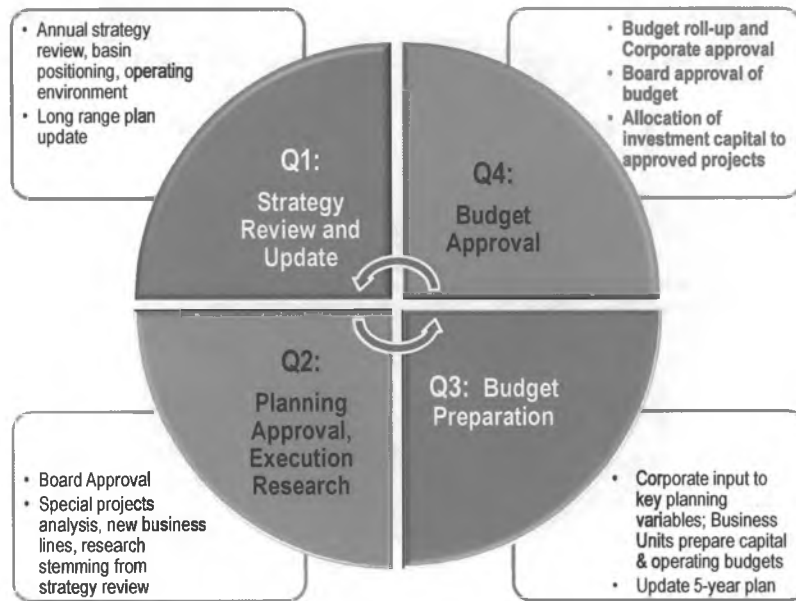 • Annual strategy
review, basin
positioning, operating
environment
• Long range plan
update
Q1:
Strategy
Review and
Update
• Budget roll-up and
Corporate approval
• Board approval of
budget
• Allocation of
investment capital to
approved projects
Q4:
Budget
Approval
Q2:
Planning
Approval,
Execution
Research
• Board Approval
• Special projects
analysis, new business
lines, research
stemming from
strategy review
Q3: Budget
Preparation
• Corporate input to
key planning
variables; Business
Units prepare capital
& operating budgets
• Update 5-year plan